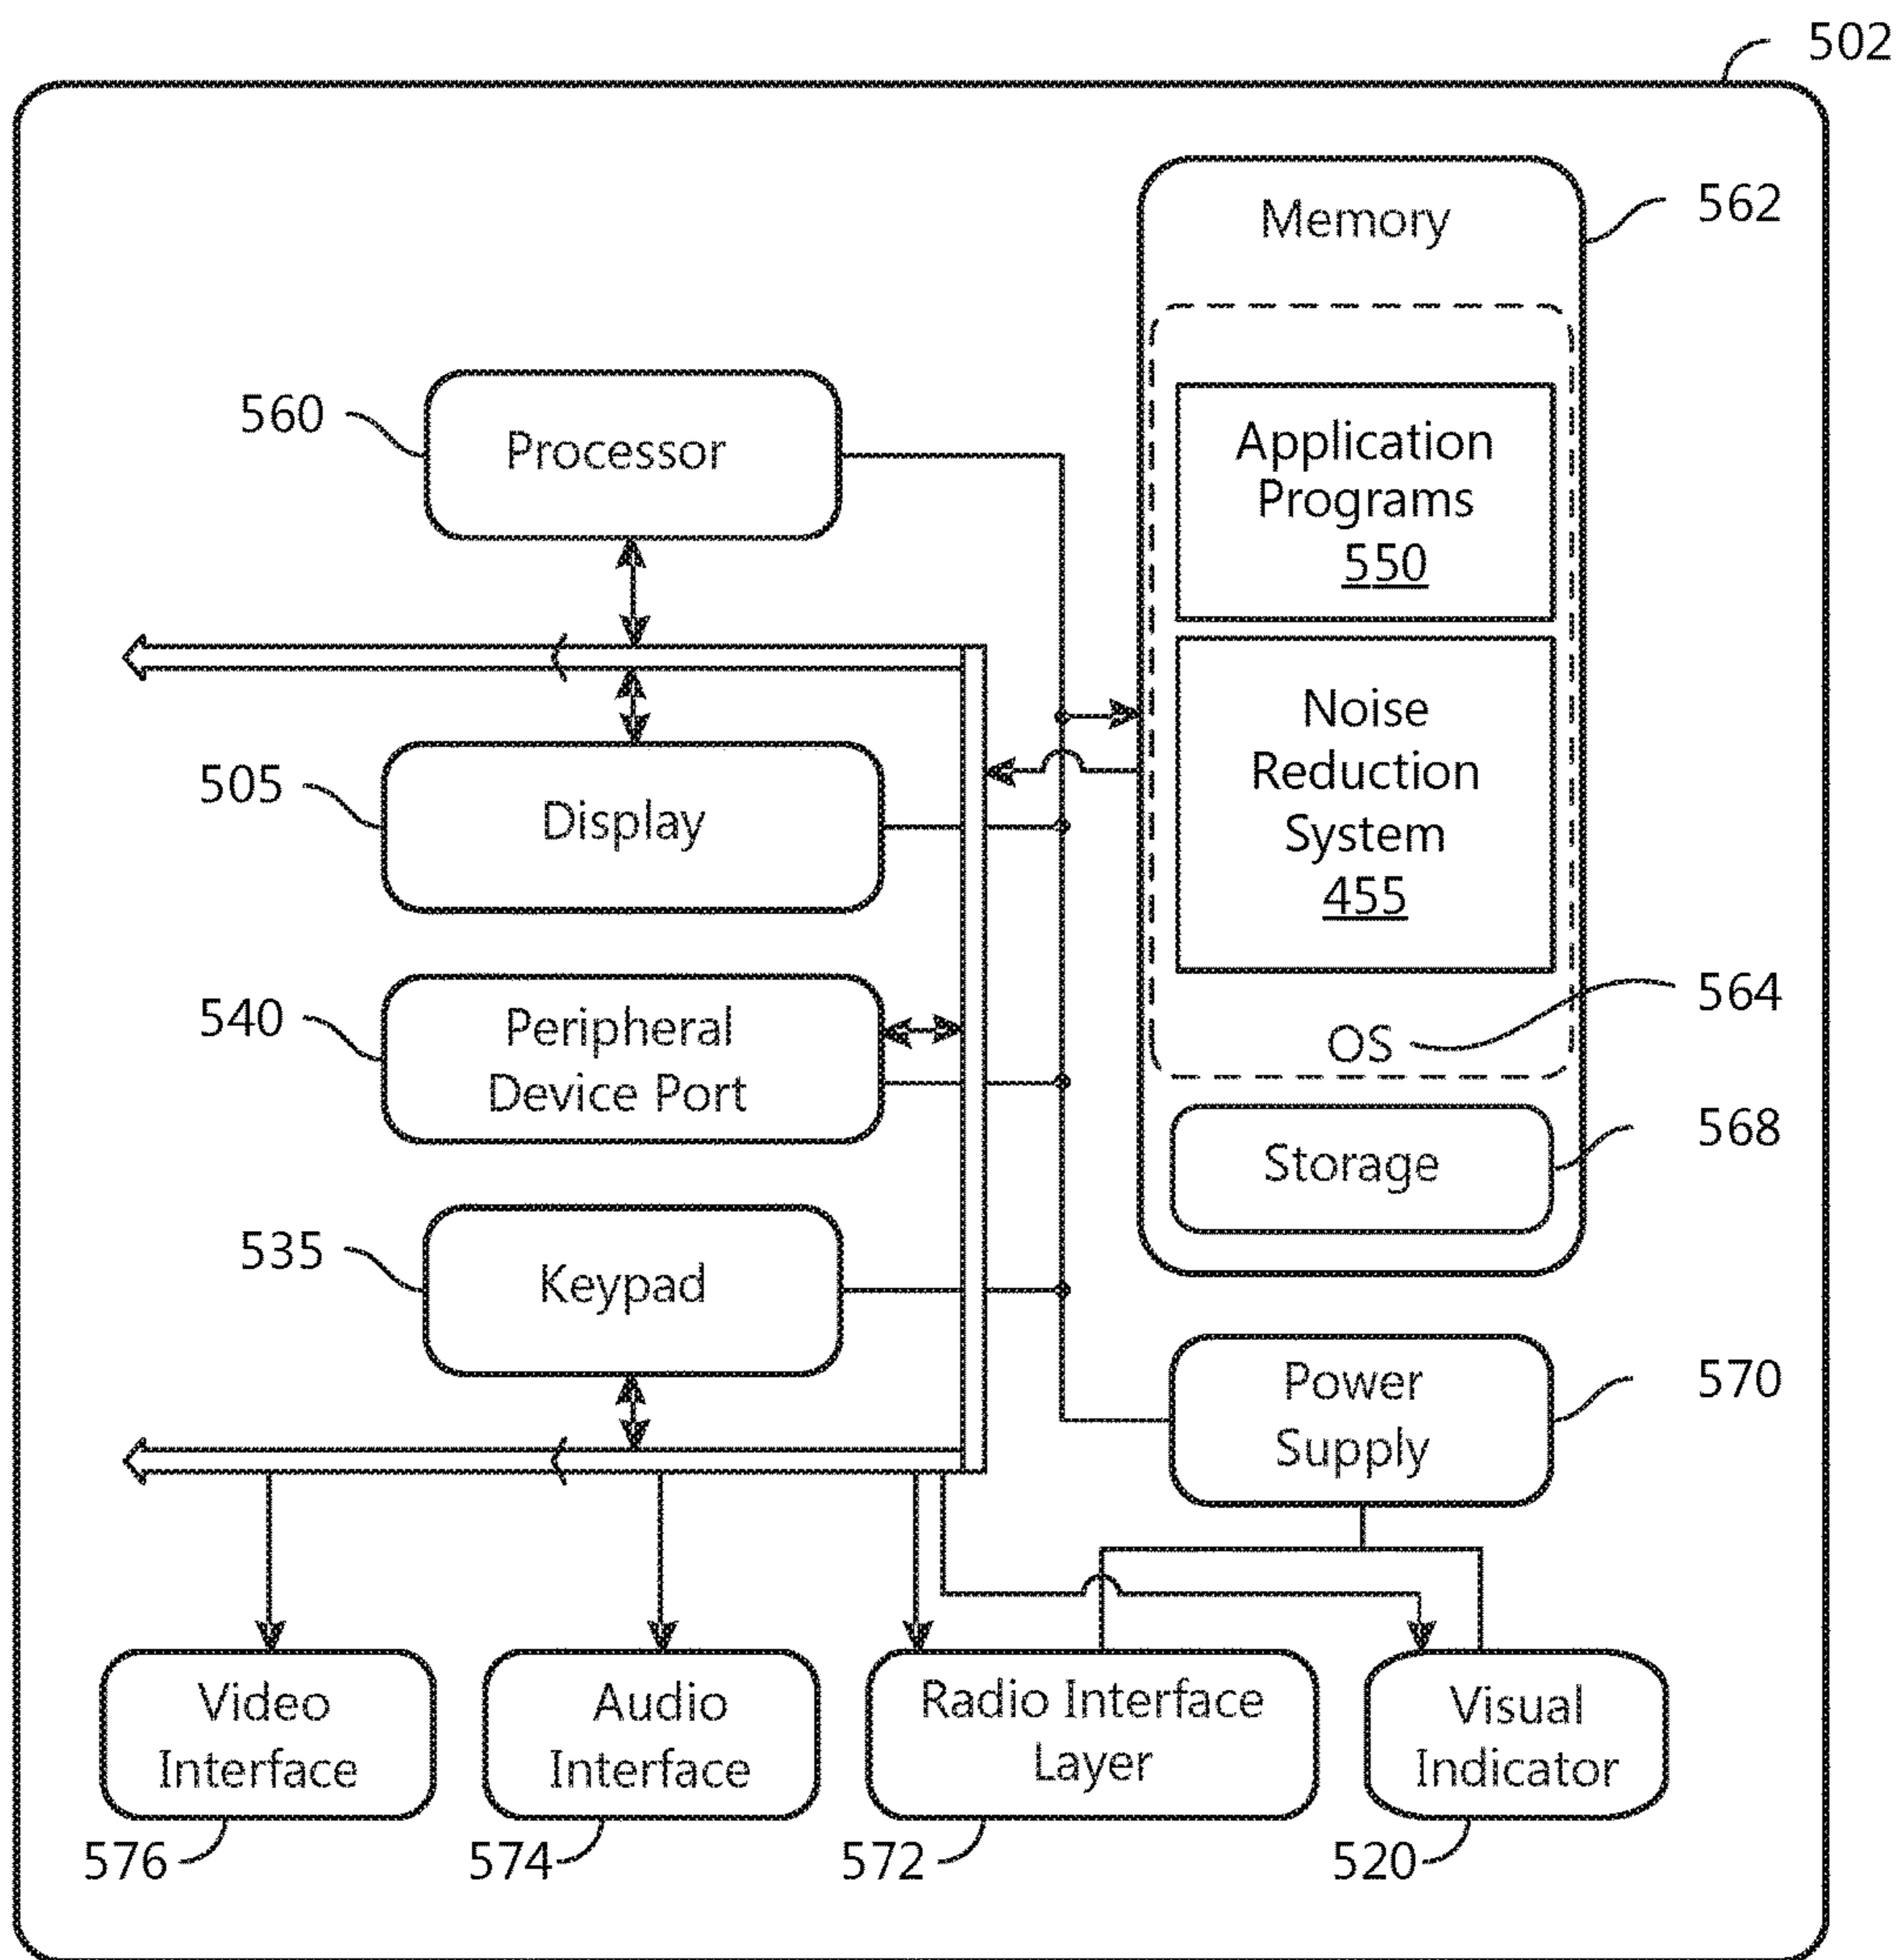 502
Memory
562
Application
Programs
550
560
Processor
Noise
Reduction
System
455
505
Display
564
OS
540
Peripheral
Device Port
568
Storage
535
Keypad
570
Power
Supply
Video
Interface
Audio
Interface
Radio Interface
Layer
Visual
Indicator
576
574
572
520